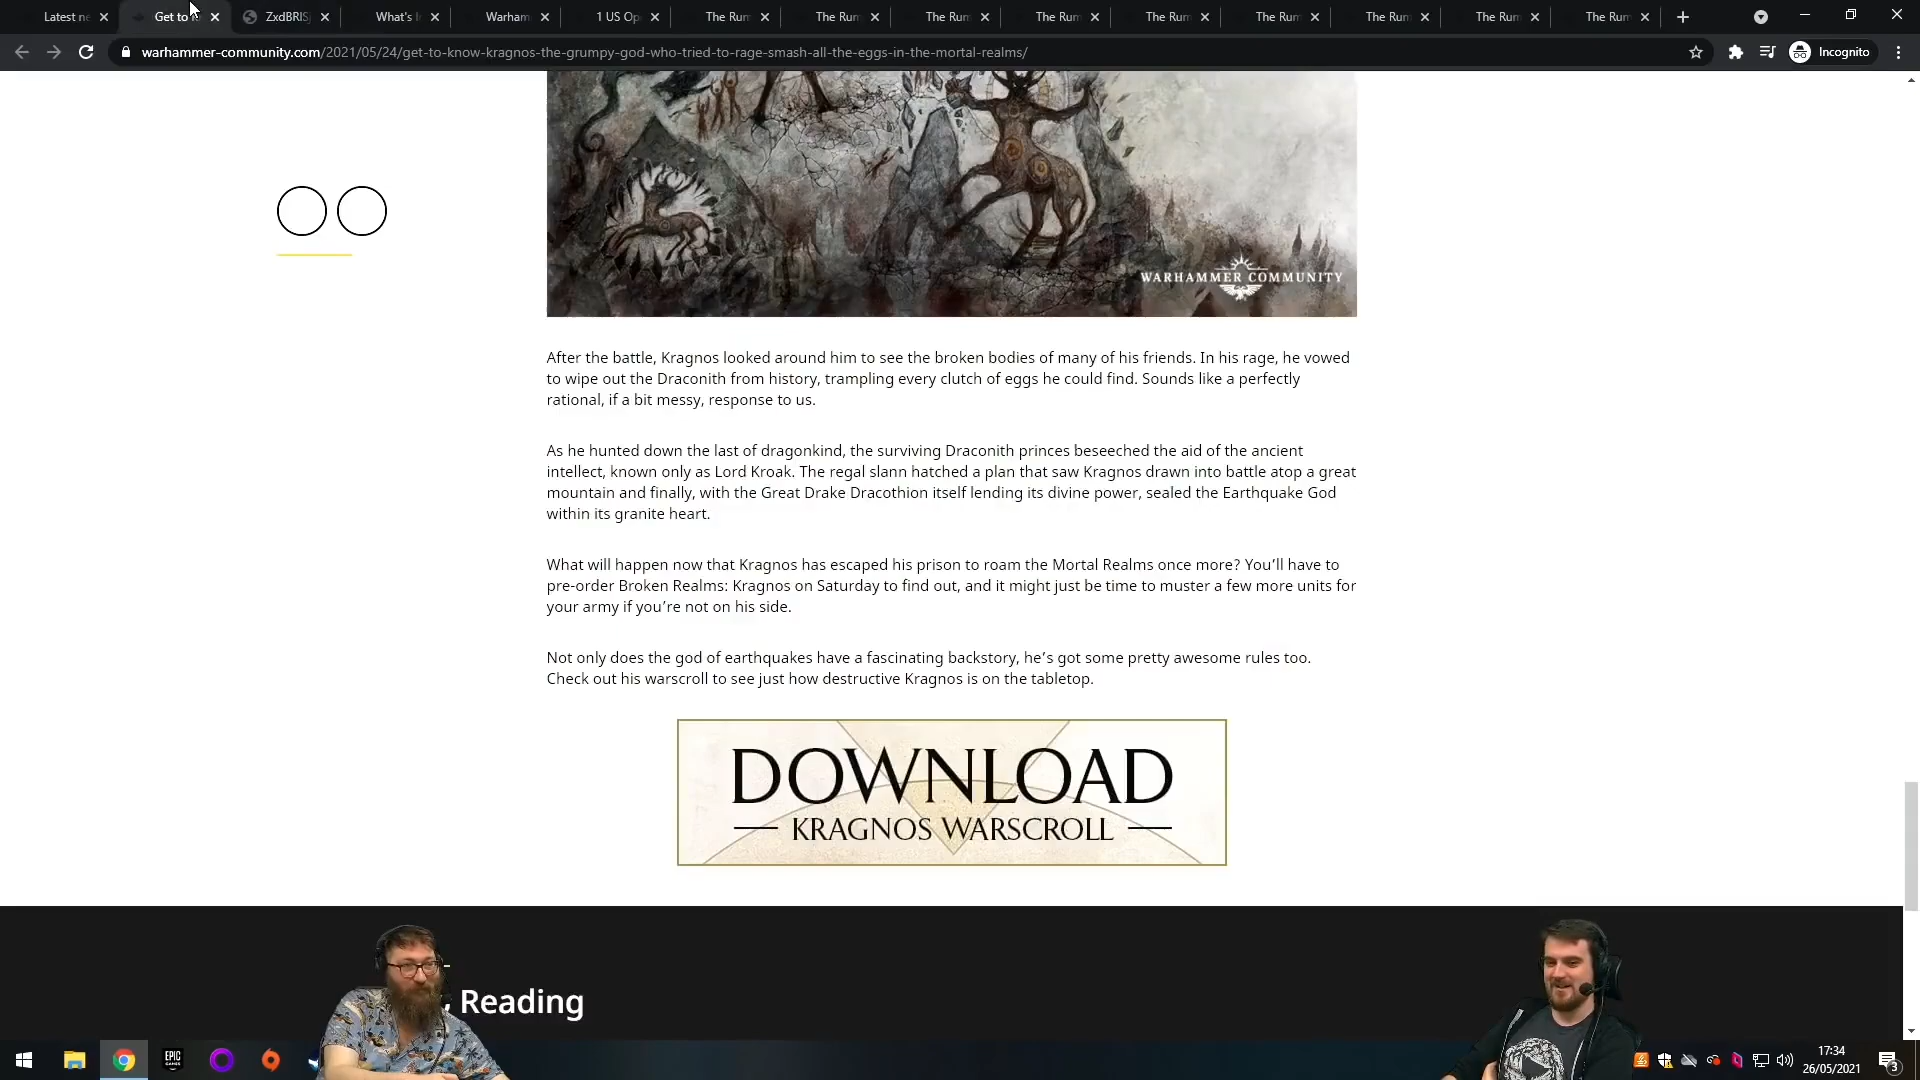 Latest ne
Get to
ZxdBRlSj
What's I
Warham
1 US Op
The Rum
The Rum
The Rum
The Rum
The Rum
The Rum
The Rum
The Rum
The Rum
warhammer-community.com/2021/05/24/get-to-know-kragnos-the-grumpy-god-who-tried-to-rage-smash-all-the-eggs-in-the-mortal-realms/
Incognito
WARHAMMER COMMUNITY
After the battle, Kragnos looked around him to see the broken bodies of many of his friends. In his rage, he vowed
to wipe out the Draconith from history, trampling every clutch of eggs he could find. Sounds like a perfectly
rational, if a bit messy, response to us.
As he hunted down the last of dragonkind, the surviving Draconith princes beseeched the aid of the ancient
intellect, known only as Lord Kroak. The regal slann hatched a plan that saw Kragnos drawn into battle atop a great
mountain and finally, with the Great Drake Dracothion itself lending its divine power, sealed the Earthquake God
within its granite heart.
What will happen now that Kragnos has escaped his prison to roam the Mortal Realms once more? You'll have to
pre-order Broken Realms: Kragnos on Saturday to find out, and it might just be time to muster a few more units for
your army if you're not on his side.
Not only does the god of earthquakes have a fascinating backstory, he's got some pretty awesome rules too.
Check out his warscroll to see just how destructive Kragnos is on the tabletop.
DOWNLOAD
KRAGNOS WARSCROLL
Reading
EPIC
GAMES
17:34
26/05/2021
3